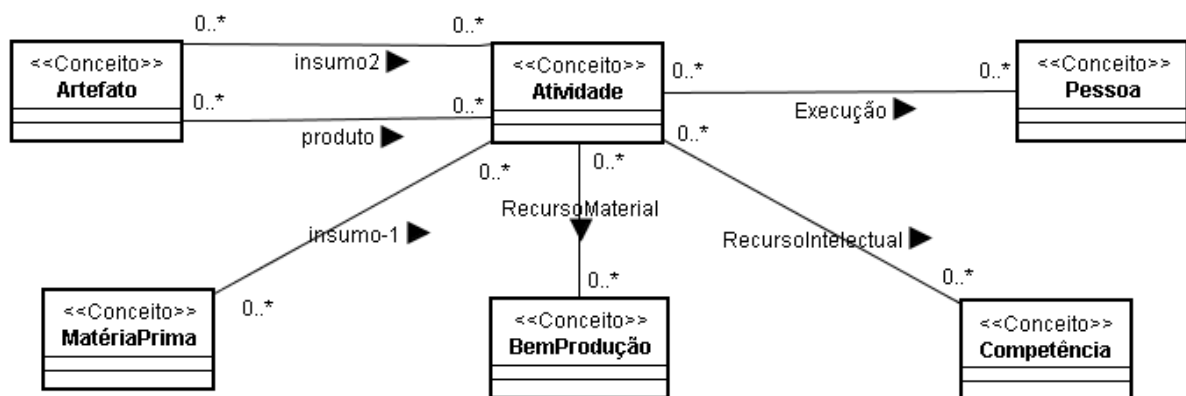 0..*
0..*
<<Conceito>>
Artefato
insumo2
<<Conceito>>
Atividade
0..*
0..*
<<Conceito>>
Pessoa
0..*
0..*
produto
Execução
0..*
0..*
0..*
RecursoMaterial
insumo-1
RecursoIntelectual
0..*
0..*
0..*
<<Conceito>>
MatériaPrima
<<Conceito>>
BemProdução
<<Conceito>>
Competência